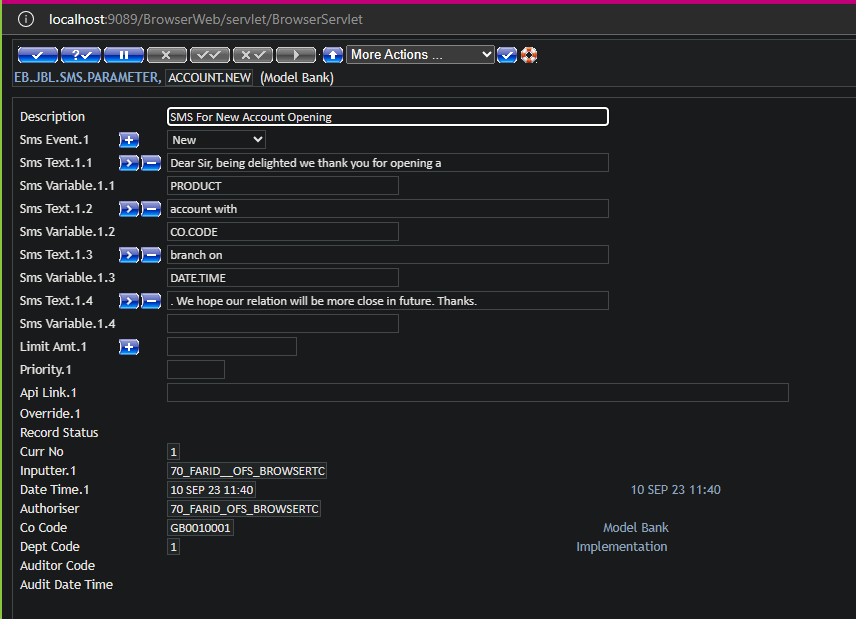 localhost:9089/BrowserWeb/servlet/BrowserServlet
More Actions ...
EB.JBL.SMS.PARAMETER, ACCOUNT.NEW (Model Bank)
Description SMS For New Account Opening
Sms Event.1 New
Sms Text.1.1 Dear Sir, being delighted we thank you for opening a
Sms Variable.1.1 PRODUCT
Sms Text.1.2 account with
Sms Variable.1.2 CO.CODE
Sms Text.1.3 branch on
Sms Variable.1.3 DATE.TIME
Sms Text.1.4 . We hope our relation will be more close in future. Thanks.
Sms Variable.1.4
Limit Amt.1
Priority.1
Api Link.1
Override.1
Record Status
Curr No 1
Inputter.1 70_FARID__OFS_BROWSERTC
Date Time.1 10 SEP 23 11:40 10 SEP 23 11:40
Authoriser 70_FARID_OFS_BROWSERTC
Co Code GB0010001 Model Bank
Dept Code 1 Implementation
Auditor Code
Audit Date Time